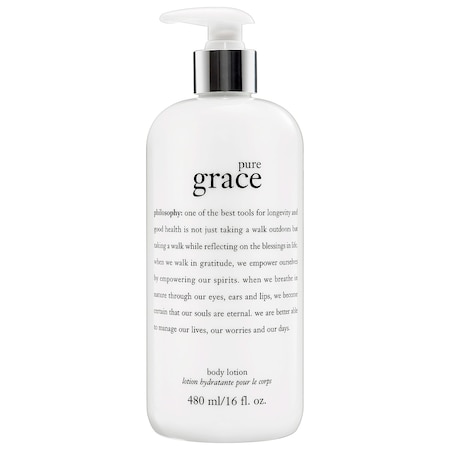 pure
grace
philosophy: one of the best tools for longevity and
good health is not just taking a walk outdoors but
taking a walk while reflecting on the blessings in life.
when we walk in gratitude, we empower ourselves
by empowering our spirits. when we breathe in
nature through our eyes, ears and lips, we become
certain that our souls are eternal. we are better able
to manage our lives, our worries and our days.
body lotion
lotion hydratante pour le corps
480 ml/16 fl. oz.